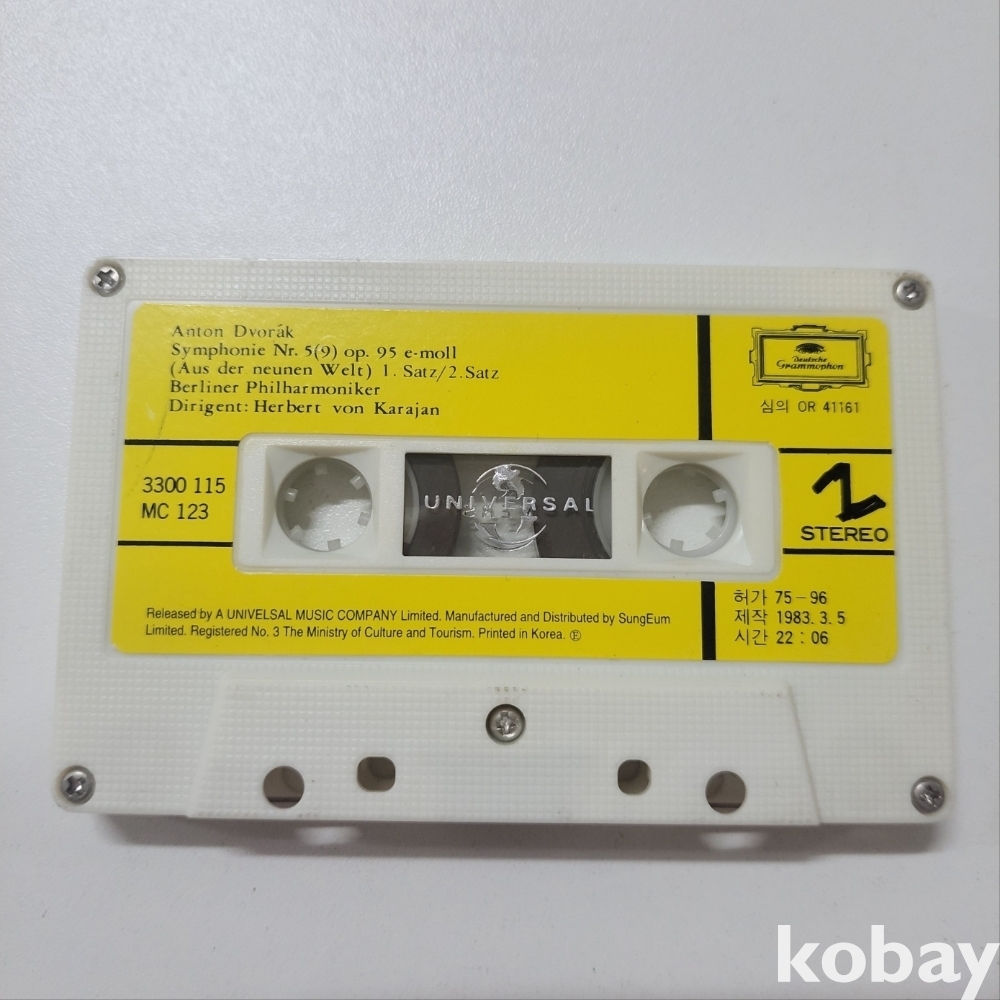 Anton Dvorák
Symphonie Nr. 5(9) op. 95 e-moll
(Aus der neunen Welt) 1. Satz/2. Satz
Berliner Philharmoniker
Dirigent: Herbert von Karajan
Deutsche
Grammophon
심의 OR 41161
3300 115
MC 123
UNIVERSAL
STEREO
Released by A UNIVELSAL MUSIC COMPANY Limited. Manufactured and Distributed by SungEum
Limited. Registered No. 3 The Ministry of Culture and Tourism. Printed in Korea. Ⓔ
허가 75-96
제작 1983. 3. 5
시간 22 : 06
kobay